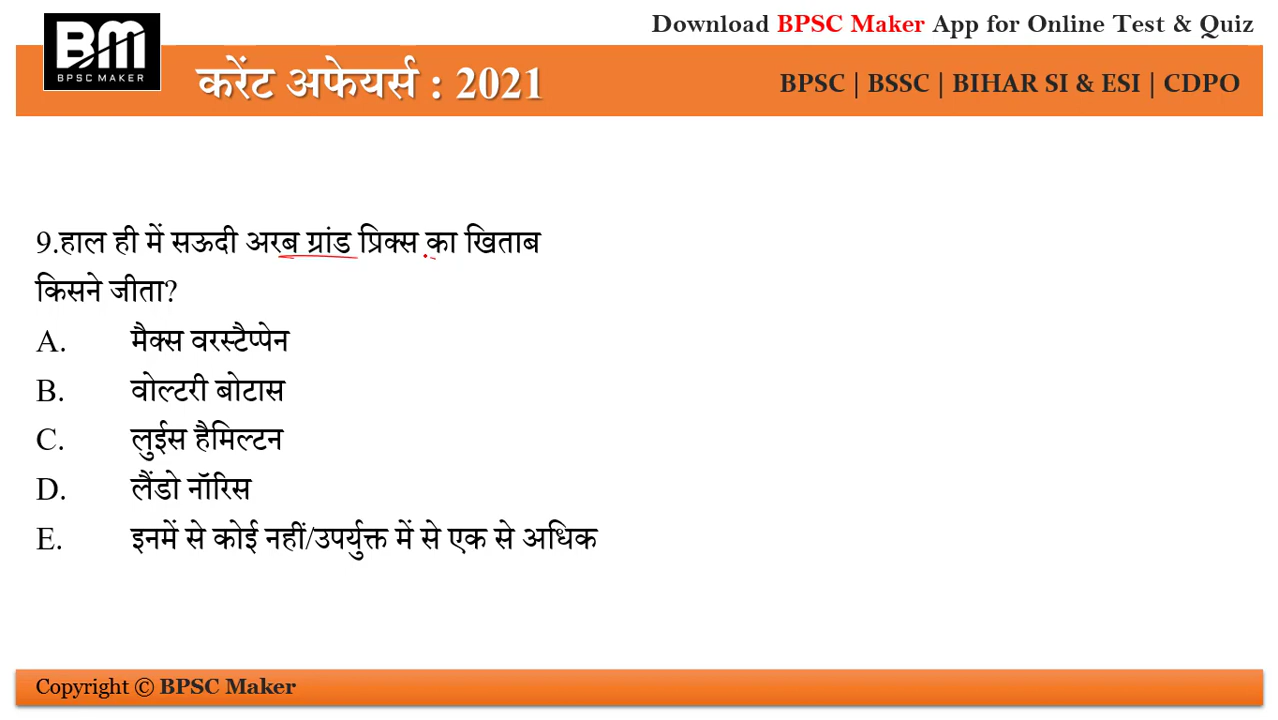 Download BPSC Maker App for Online Test & Quiz
BM
BPSC MAKER
करेंट अफेयर्स : 2021
BPSC | BSSC | BIHAR SI & ESI | CDPO
9.हाल ही में सऊदी अरब ग्रांड प्रिक्स का खिताब
किसने जीता?
A. मैक्स वरस्टैप्पेन
B. वोल्टरी बोटास
C. लुईस हैमिल्टन
D. लैंडो नॉरिस
E. इनमें से कोई नहीं/उपर्युक्त में से एक से अधिक
Copyright © BPSC Maker